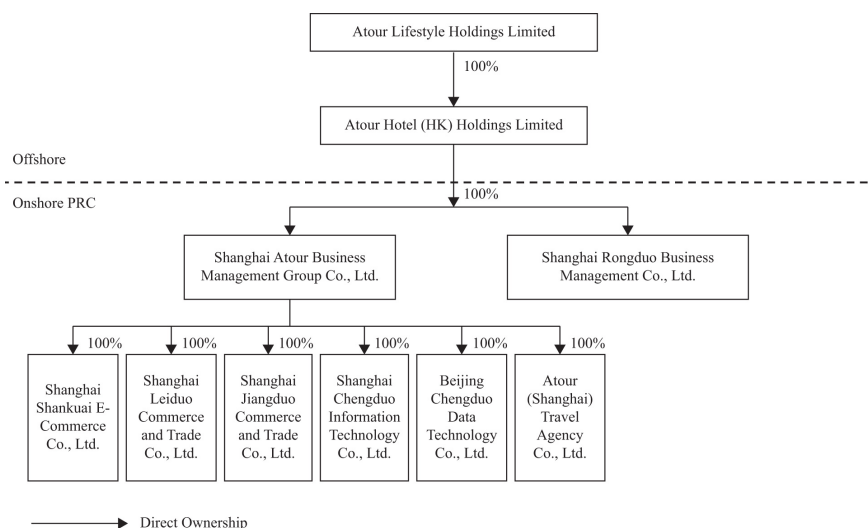 Atour Lifestyle Holdings Limited
100%
Atour Hotel (HK) Holdings Limited
Offshore
100%
Onshore PRC
Shanghai Atour Business
Management Group Co., Ltd.
Shanghai Rongduo Business
Management Co., Ltd.
100%
100%
100%
100%
100%
100%
Shanghai
Shankuai E-
Commerce
Co., Ltd.
Shanghai
Leiduo
Commerce
and Trade
Co., Ltd.
Shanghai
Jiangduo
Commerce
and Trade
Co., Ltd.
Shanghai
Chengduo
Information
Technology
Co., Ltd.
Beijing
Chengduo
Data
Technology
Co., Ltd.
Atour
(Shanghai)
Travel
Agency
Co., Ltd.
Direct Ownership